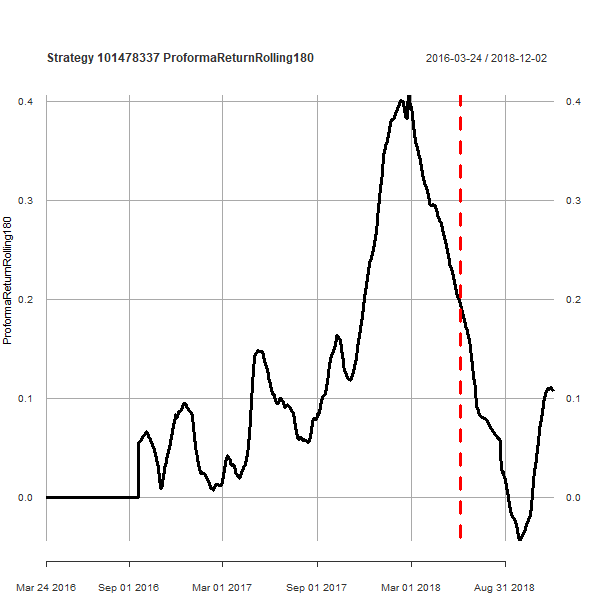 Strategy 101478337 ProformaReturnRolling180
2016-03-24 / 2018-12-02
ProformaReturnRolling180
0.4
0.3
0.2
0.1
0.0
0.4
0.3
0.2
0.1
0.0
Mar 24 2016
Sep 01 2016
Mar 01 2017
Sep 01 2017
Mar 01 2018
Aug 31 2018